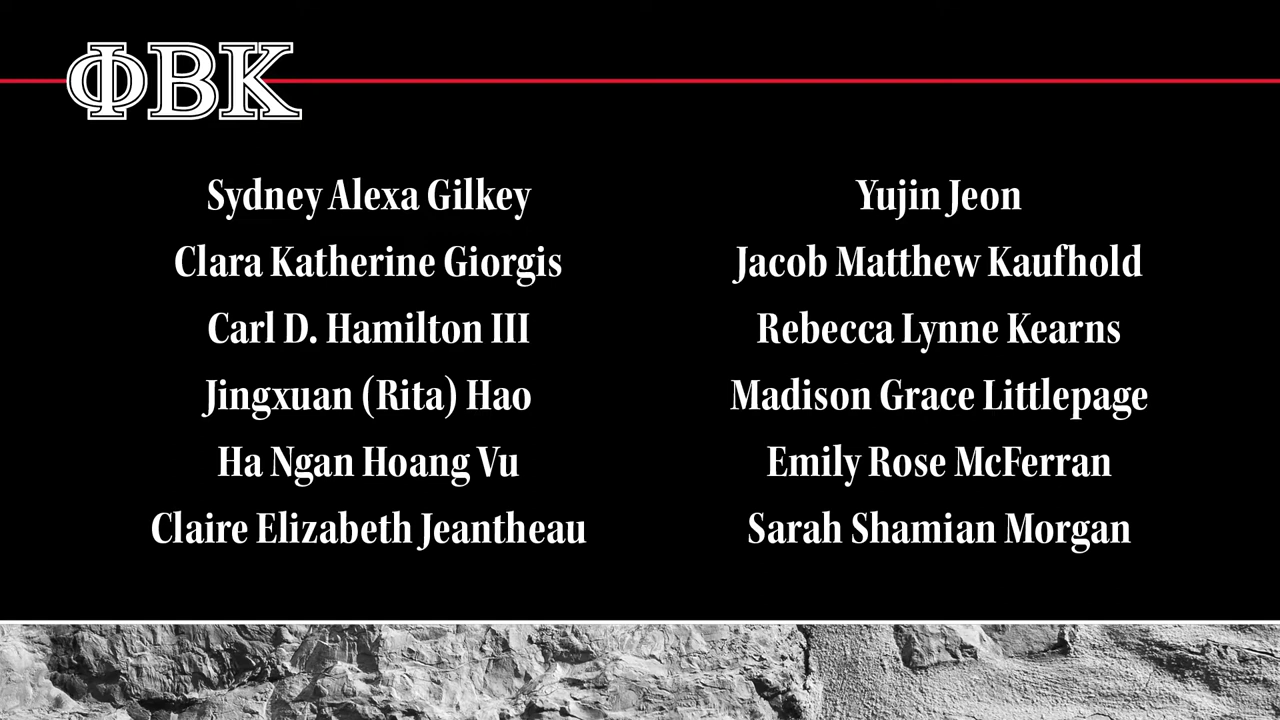 ΦΒΚ
Sydney Alexa Gilkey
Clara Katherine Giorgis
Carl D. Hamilton III
Jingxuan (Rita) Hao
Ha Ngan Hoang Vu
Claire Elizabeth Jeantheau
Yujin Jeon
Jacob Matthew Kaufhold
Rebecca Lynne Kearns
Madison Grace Littlepage
Emily Rose McFerran
Sarah Shamian Morgan